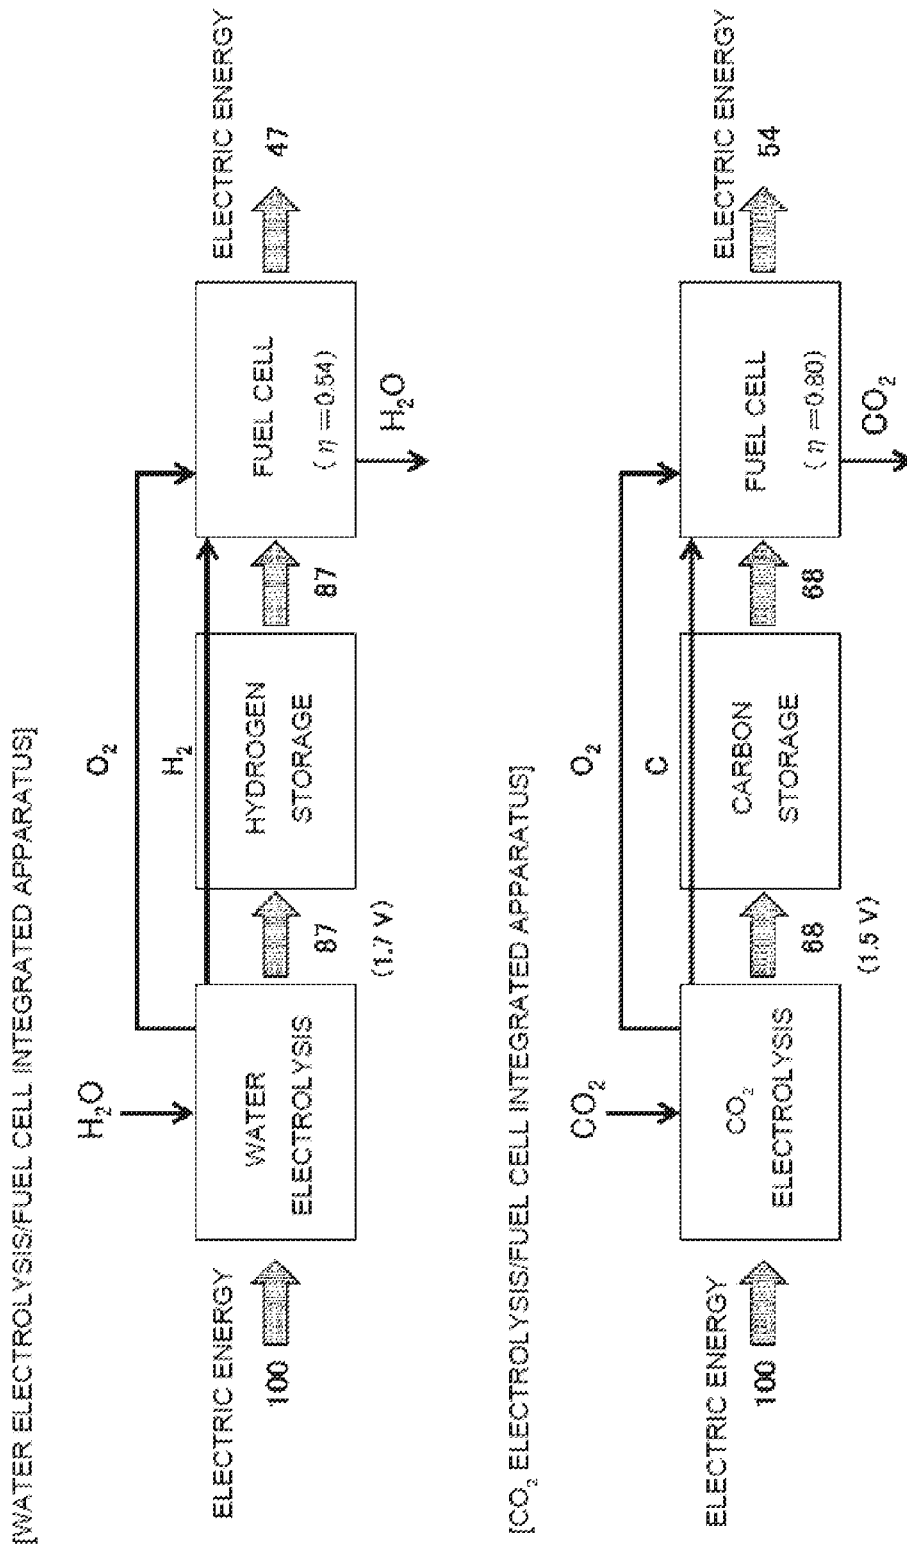 [WATER ELECTROLYSIS/FUEL CELL INTEGRATED APPARATUS]
O₂
H₂O
H₂
ELECTRIC ENERGY
100
WATER
ELECTROLYSIS
87
(1.7 V)
HYDROGEN
STORAGE
87
FUEL CELL
(η=0.54)
H₂O
ELECTRIC ENERGY
47
[CO₂ ELECTROLYSIS/FUEL CELL INTEGRATED APPARATUS]
O₂
CO₂
C
ELECTRIC ENERGY
100
CO₂
ELECTROLYSIS
68
(1.5 V)
CARBON
STORAGE
68
FUEL CELL
(η=0.80)
CO₂
ELECTRIC ENERGY
54